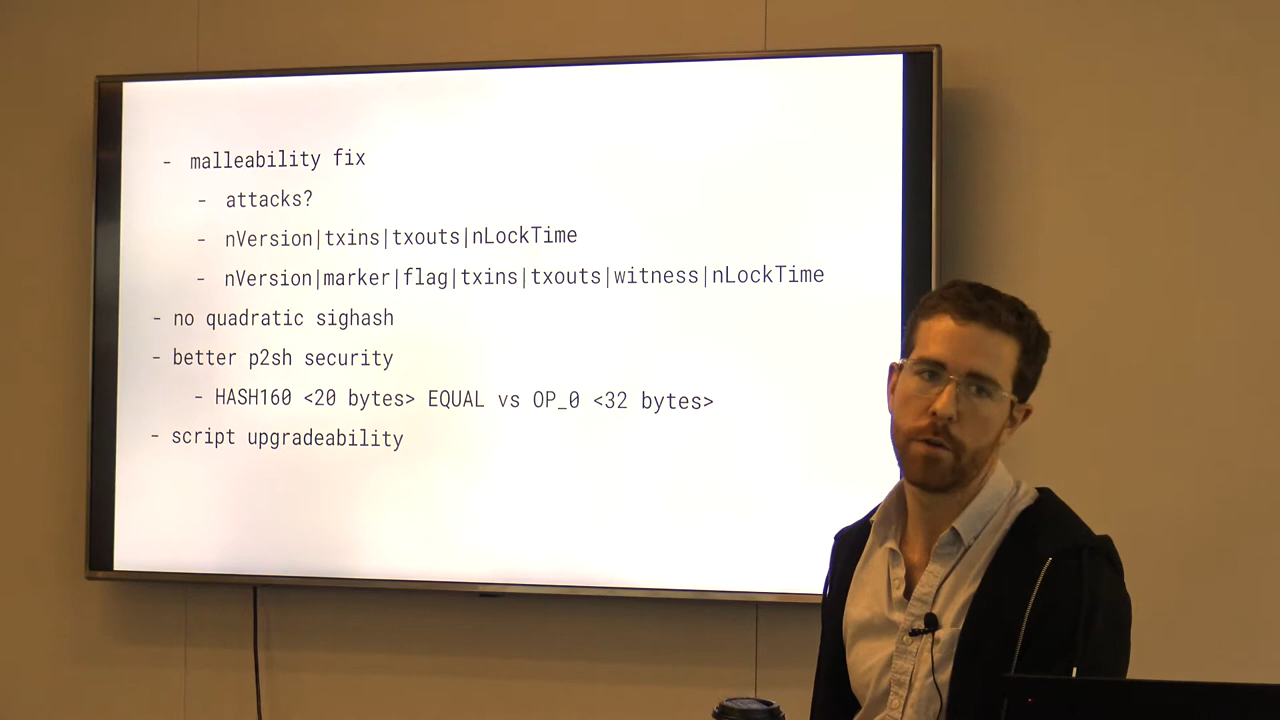 - malleability fix
- attacks?
- nVersion|txins|txouts|nLockTime
- nVersion|marker|flag|txins|txouts|witness|nLockTime
- no quadratic sighash
- better p2sh security
- HASH160 <20 bytes> EQUAL vs OP_0 <32 bytes>
- script upgradeability